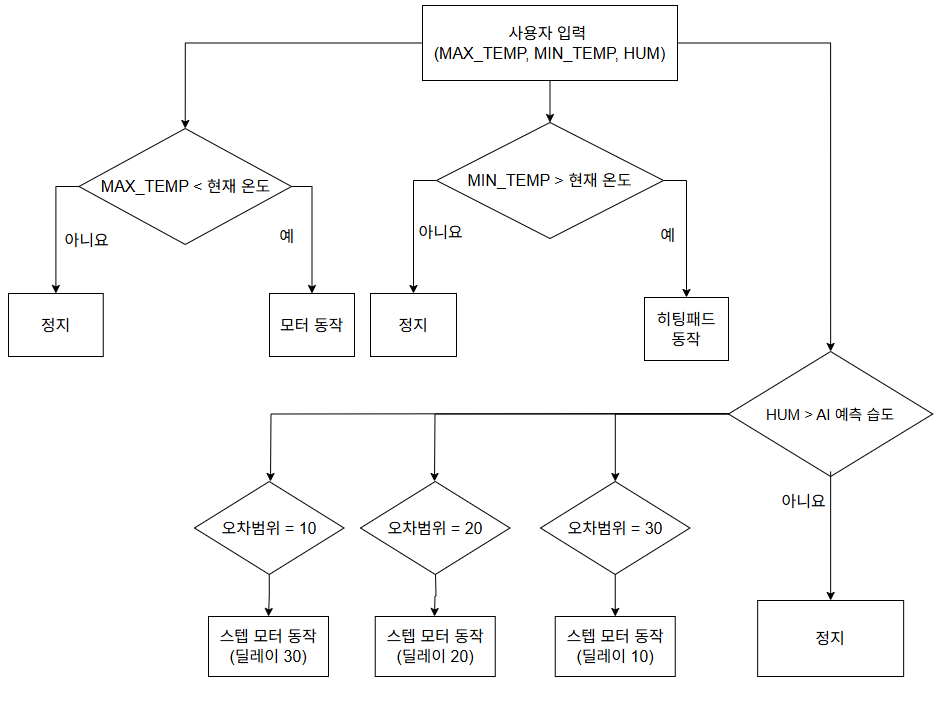 사용자 입력
(MAX_TEMP, MIN_TEMP, HUM)
MAX_TEMP < 현재 온도
MIN_TEMP > 현재 온도
아니요
예
아니요
예
정지
모터 동작
정지
히팅패드
동작
HUM > AI 예측 습도
아니요
오차범위 = 10
오차범위 = 20
오차범위 = 30
스텝 모터 동작
(딜레이 30)
스텝 모터 동작
(딜레이 20)
스텝 모터 동작
(딜레이 10)
정지